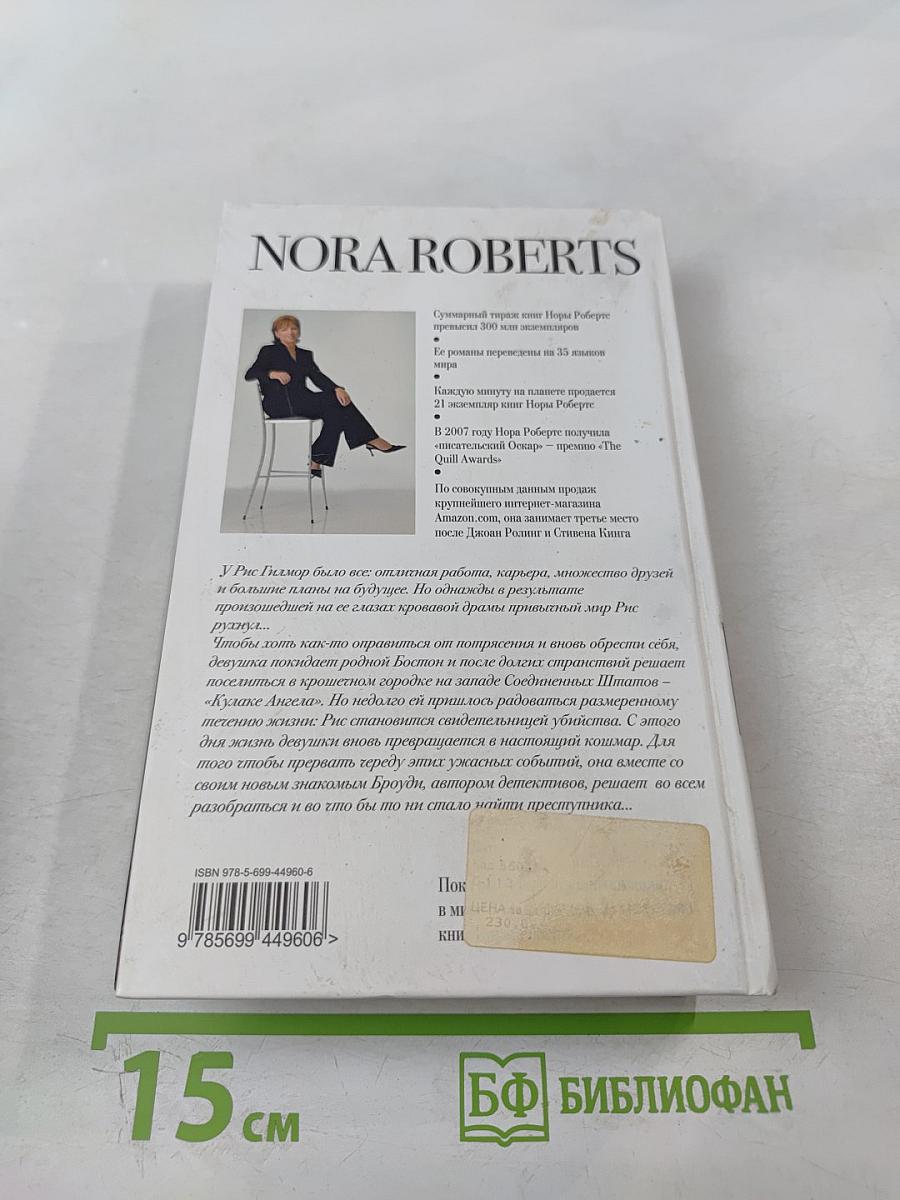 NORA ROBERTS
Суммарный тираж книг Норы Робертс
превысил 300 млн экземпляров
Ее романы переведены на 35 языков
мира
Каждую минуту на планете продается
21 экземпляр книг Норы Робертс
В 2007 году Нора Робертс получила
«писательский Оскар» – премию «The
Quill Awards»
По совокупным данным продаж
крупнейшего интернет-магазина
Amazon.com, она занимает третье место
после Джоан Ролинг и Стивена Кинга
У Рис Гилмор было все: отличная работа, карьера, множество друзей
и большие планы на будущее. Но однажды в результате
произошедшей на ее глазах кровавой драмы привычный мир Рис
рухнул...
Чтобы хоть как-то оправиться от потрясения и вновь обрести себя,
девушка покидает родной Бостон и после долгих странствий решает
поселиться в крошечном городке на западе Соединенных Штатов –
«Кулаке Ангела». Но недолго ей пришлось радоваться размеренному
течению жизни: Рис становится свидетельницей убийства. С этого
дня жизнь девушки вновь превращается в настоящий кошмар. Для
того чтобы прервать череду этих ужасных событий, она вместе со
своим новым знакомым Броуди, автором детективов, решает во всем
разобраться и во что бы то ни стало найти преступника...
ISBN 978-5-699-44960-6
9 785699 449606 >
Пок
в ми
кни
ЦЕНА
230.
15 см
БФ БИБЛИОФАН